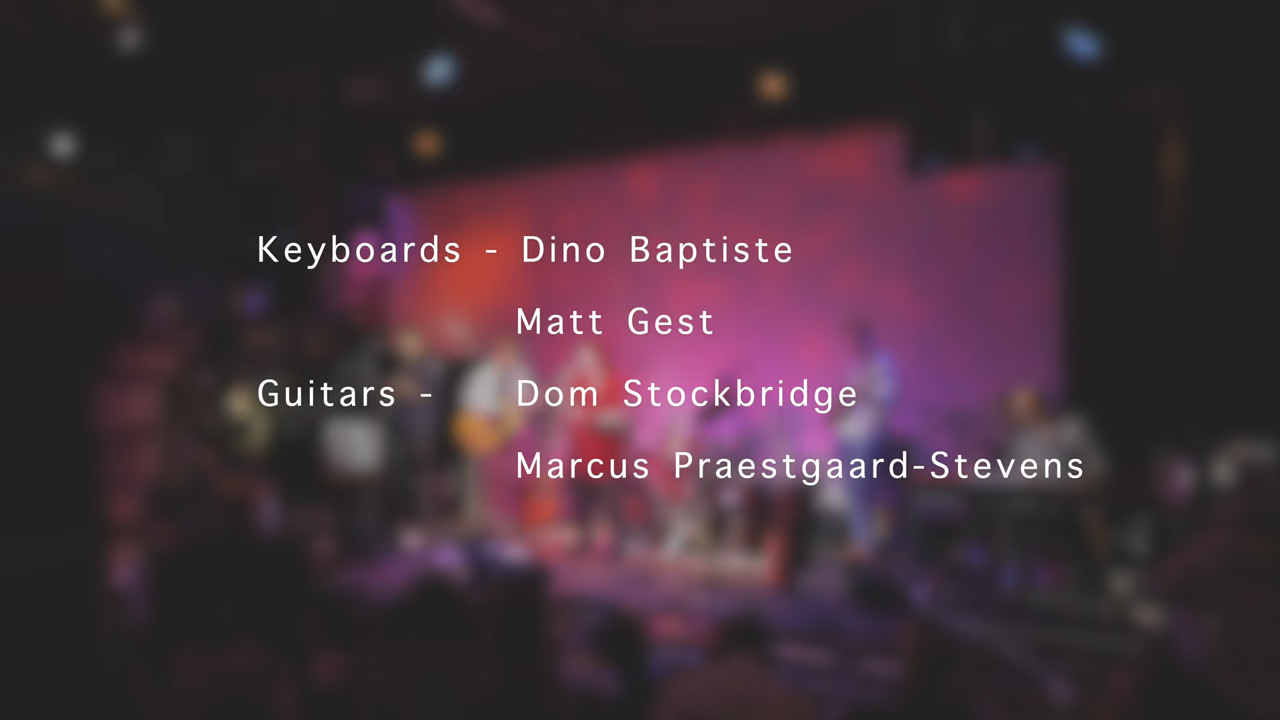 Keyboards - Dino Baptiste
Matt Gest
Guitars - Dom Stockbridge
Marcus Praestgaard-Stevens